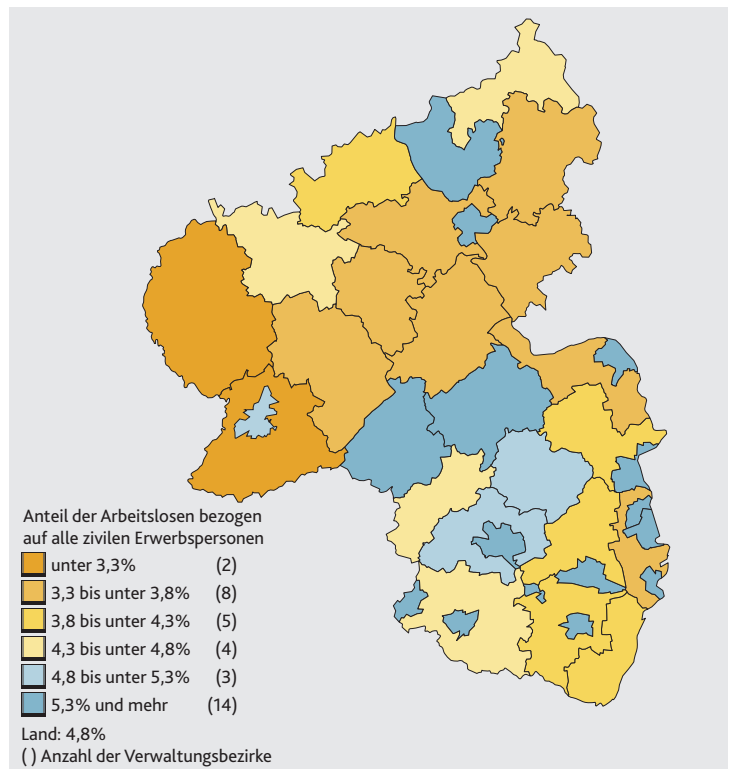 Anteil der Arbeitslosen bezogen
auf alle zivilen Erwerbspersonen
unter 3,3% (2)
3,3 bis unter 3,8% (8)
3,8 bis unter 4,3% (5)
4,3 bis unter 4,8% (4)
4,8 bis unter 5,3% (3)
5,3% und mehr (14)
Land: 4,8%
( ) Anzahl der Verwaltungsbezirke